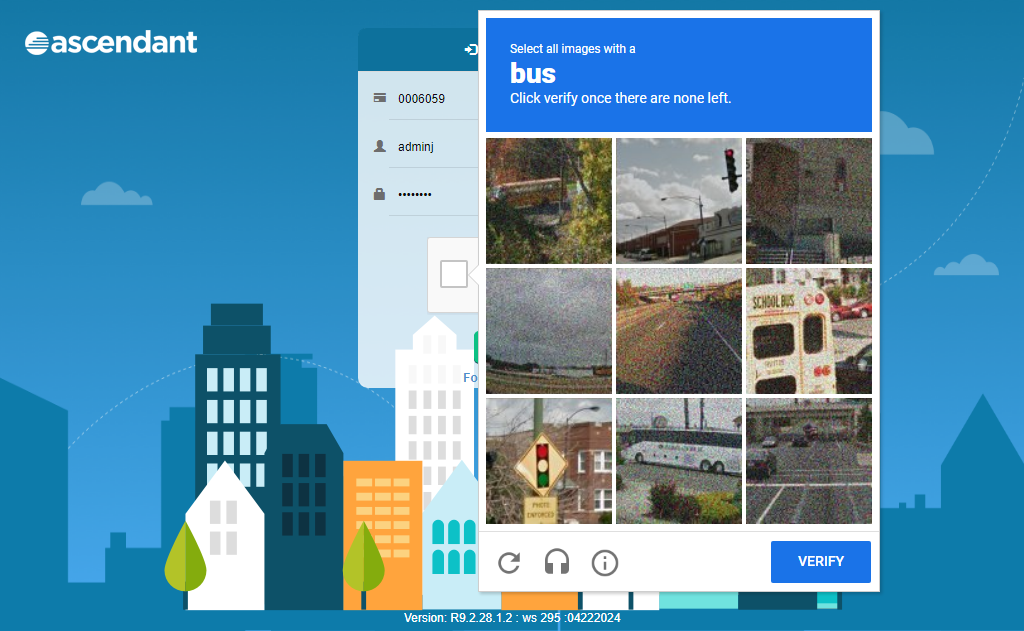 ascendant
Select all images with a
bus
Click verify once there are none left.
0006059
adminj
••••••••
SCHOOL BUS
PHOTO
ENFORCED
Fo
VERIFY
Version: R9.2.28.1.2 : ws 295 :04222024